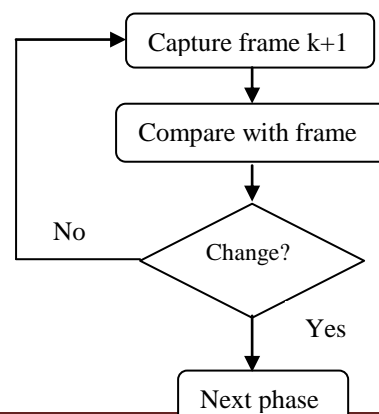 Capture frame k+1
Compare with frame
Change?
No
Yes
Next phase